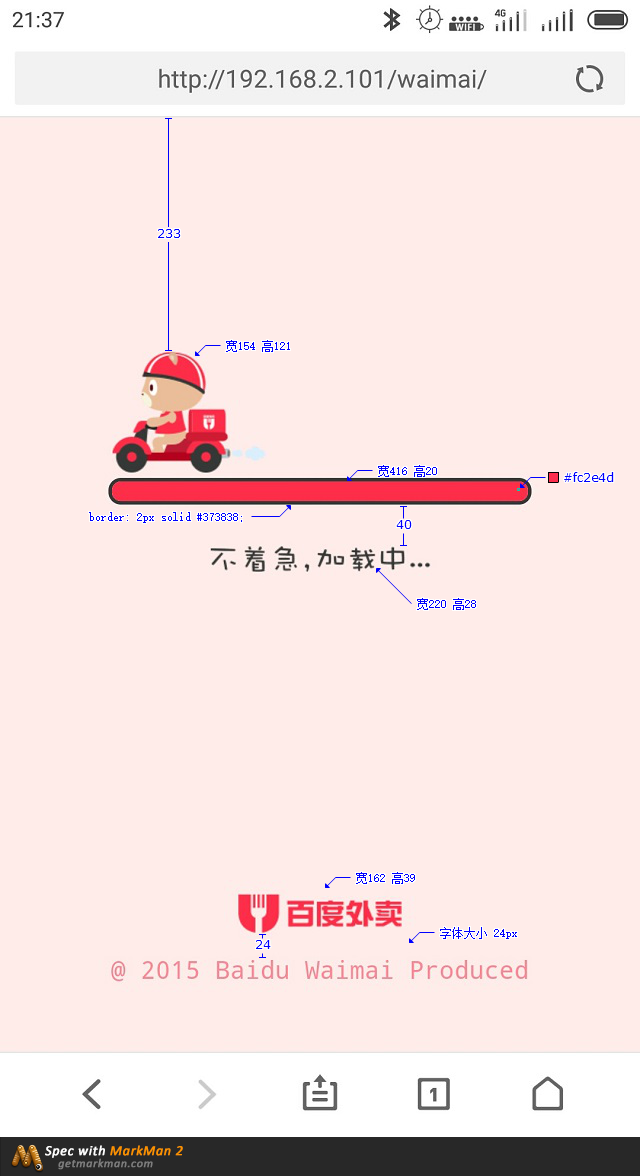 21:37
4G
WIFI
http://192.168.2.101/waimai/
233
宽154 高121
宽416 高20
#fc2e4d
border: 2px solid #373838;
40
不着急,加载中...
宽220 高28
宽162 高39
百度外卖
字体大小 24px
24
@ 2015 Baidu Waimai Produced
1
Spec with MarkMan 2
getmarkman.com